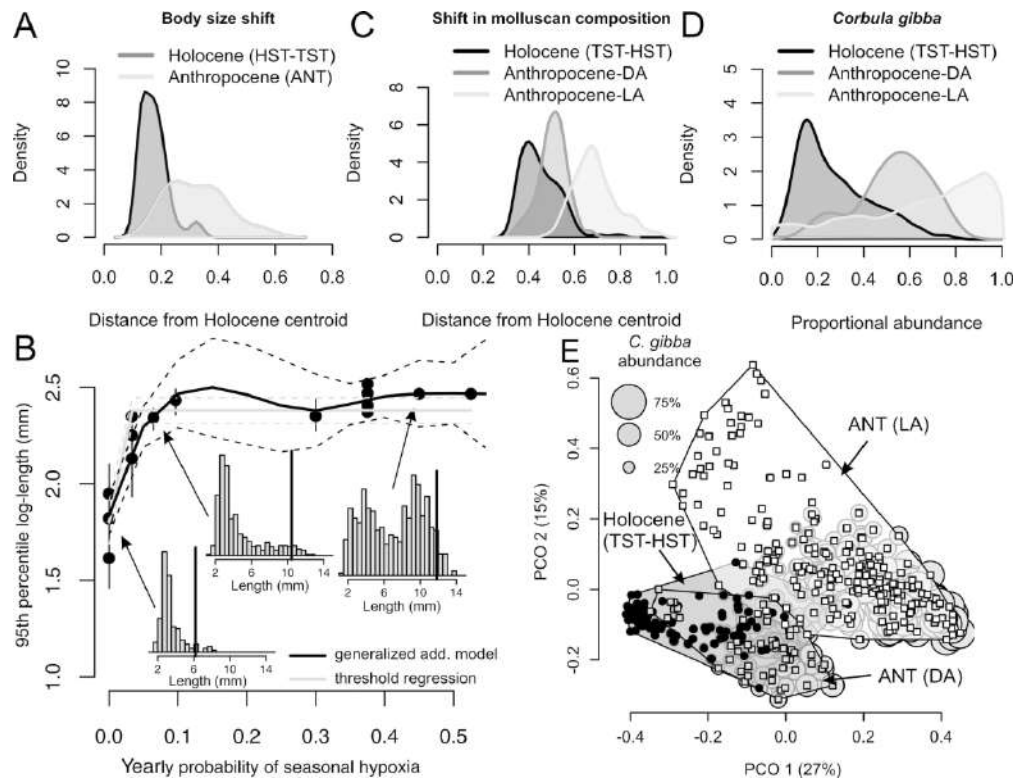 A
Body size shift
Holocene (HST-TST)
Anthropocene (ANT)
Density
0 2 4 6 8 10
0.0 0.2 0.4 0.6 0.8
Distance from Holocene centroid
C
Shift in molluscan composition
Holocene (TST-HST)
Anthropocene-DA
Anthropocene-LA
Density
0 2 4 6 8
0.0 0.2 0.4 0.6 0.8 1.0
Distance from Holocene centroid
D
Corbula gibba
Holocene (TST-HST)
Anthropocene-DA
Anthropocene-LA
Density
0 1 2 3 4 5
0.0 0.2 0.4 0.6 0.8 1.0
Proportional abundance
B
95th percentile log-length (mm)
1.0 1.5 2.0 2.5
2 6 10 14
Length (mm)
2 6 10 14
Length (mm)
2 6 10 14
Length (mm)
generalized add. model
threshold regression
0.0 0.1 0.2 0.3 0.4 0.5
Yearly probability of seasonal hypoxia
E
C. gibba
abundance
75%
50%
25%
ANT (LA)
Holocene
(TST-HST)
ANT (DA)
PCO 2 (15%)
-0.2 0.0 0.2 0.4 0.6
-0.4 -0.2 0.0 0.2 0.4
PCO 1 (27%)